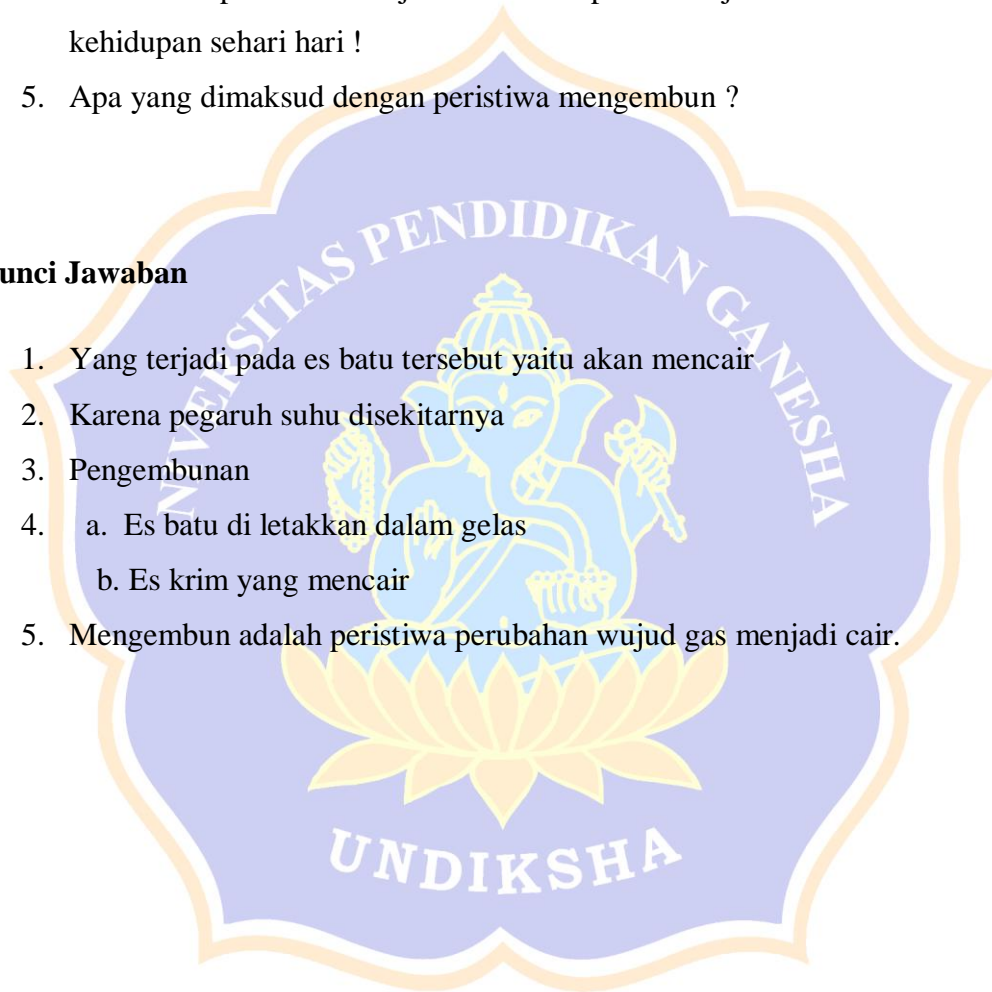 kehidupan sehari hari !
5. Apa yang dimaksud dengan peristiwa mengembun ?
unci Jawaban
1. Yang terjadi pada es batu tersebut yaitu akan mencair
2. Karena pegaruh suhu disekitarnya
3. Pengembunan
4. a. Es batu di letakkan dalam gelas
b. Es krim yang mencair
5. Mengembun adalah peristiwa perubahan wujud gas menjadi cair.
NIVERSITAS PENDIDIKAN GANESHA
UNDIKSHA